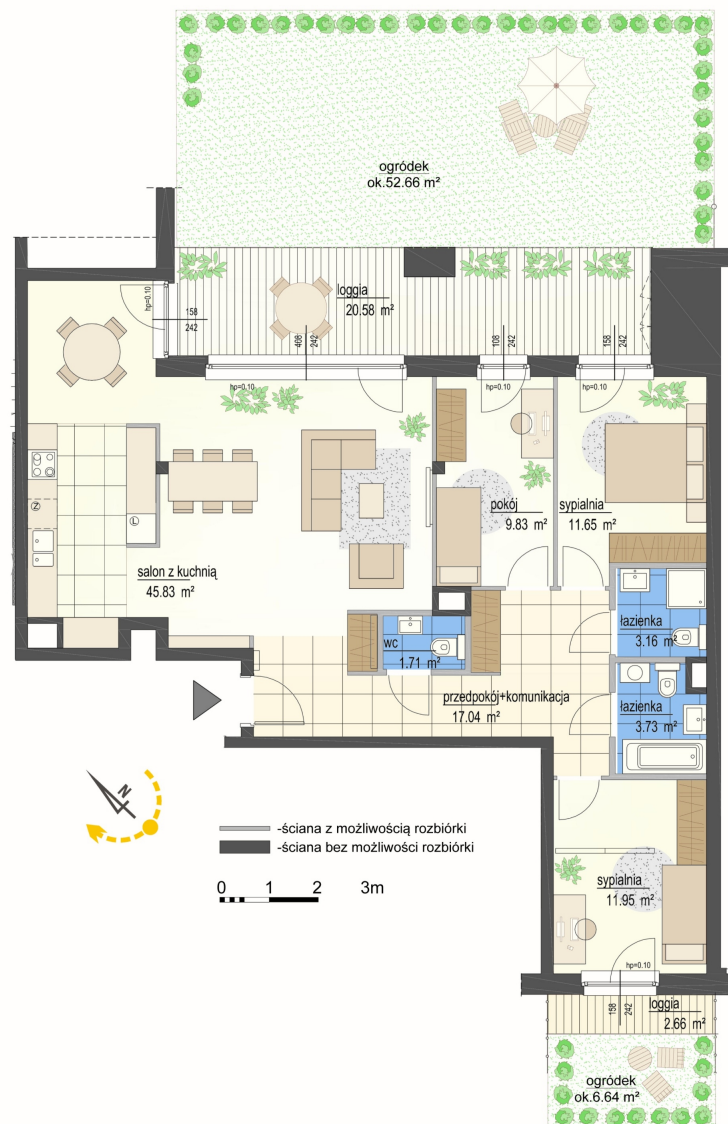 ogródek
ok.52.66 m²
loggia
20.58 m²
hp=0.10
158
242
468
242
108
242
158
242
hp=0.10
hp=0.10
hp=0.10
pokój
9.83 m²
sypialnia
11.65 m²
Z
L
salon z kuchnią
45.83 m²
łazienka
3.16 m²
wc
1.71 m²
przedpokój+komunikacja
17.04 m²
łazienka
3.73 m²
N
-ściana z możliwością rozbiórki
-ściana bez możliwości rozbiórki
0 1 2 3m
sypialnia
11.95 m²
hp=0.10
158
242
loggia
2.66 m²
ogródek
ok.6.64 m²